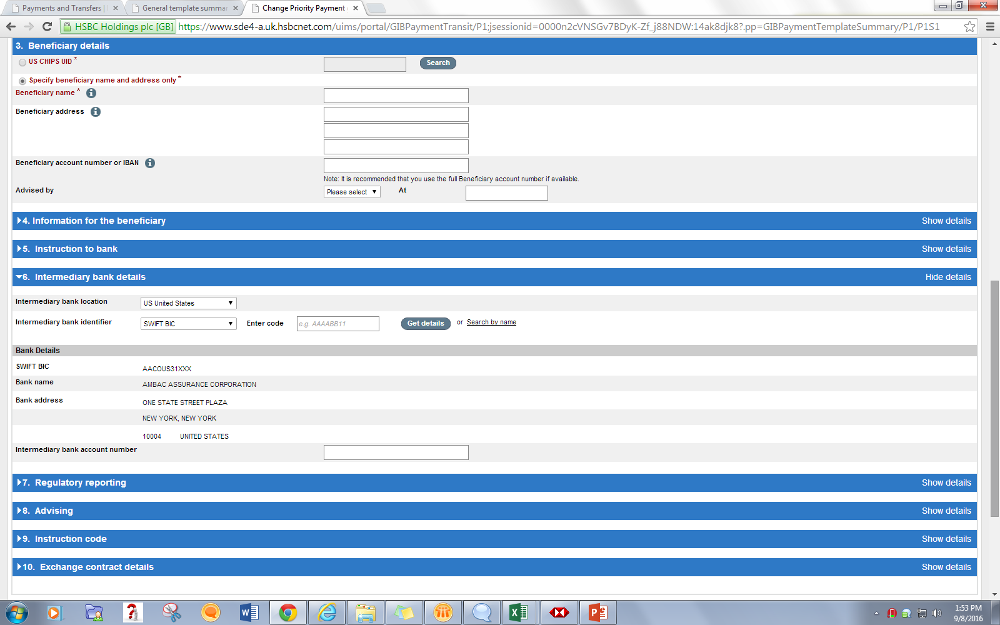 Payments and Transfers |
General template summar
Change Priority Payment
HSBC Holdings plc [GB] https://www.sde4-a.uk.hsbcnet.com/uims/portal/GIBPaymentTransit/P1;jsessionid=0000n2cVNSGv7BDyK-Zf_j88NDW:14ak8djk8?.pp=GIBPaymentTemplateSummary/P1/P1S1
3. Beneficiary details
US CHIPS UID *
Search
Specify beneficiary name and address only *
Beneficiary name *
Beneficiary address
Beneficiary account number or IBAN
Note: It is recommended that you use the full Beneficiary account number if available.
Advised by Please select At
4. Information for the beneficiary Show details
5. Instruction to bank Show details
6. Intermediary bank details Hide details
Intermediary bank location US United States
Intermediary bank identifier SWIFT BIC Enter code e.g. AAAABB11 Get details or Search by name
Bank Details
SWIFT BIC AACOUS31XXX
Bank name AMBAC ASSURANCE CORPORATION
Bank address ONE STATE STREET PLAZA
NEW YORK, NEW YORK
10004 UNITED STATES
Intermediary bank account number
7. Regulatory reporting Show details
8. Advising Show details
9. Instruction code Show details
10. Exchange contract details Show details
1:53 PM
9/8/2016